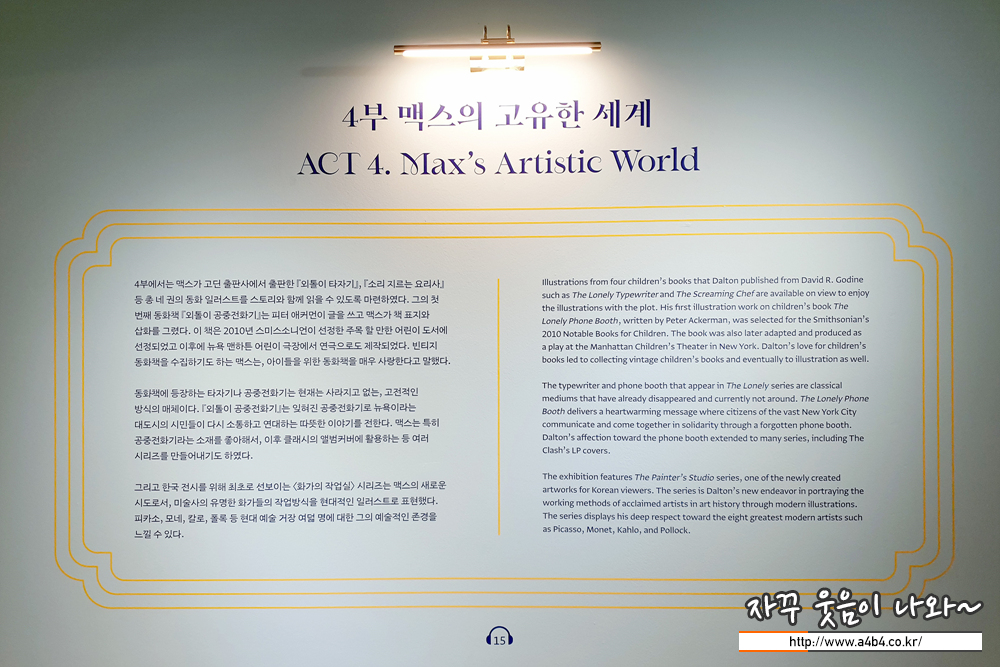 4부 맥스의 고유한 세계
ACT 4. Max's Artistic World
4부에서는 맥스가 고딘 출판사에서 출판한 『외톨이 타자기』, 『소리 지르는 요리사』
등 총 네 권의 동화 일러스트를 스토리와 함께 읽을 수 있도록 마련하였다. 그의 첫
번째 동화책 『외톨이 공중전화기』는 피터 애커먼이 글을 쓰고 맥스가 책 표지와
삽화를 그렸다. 이 책은 2010년 스미스소니언이 선정한 주목 할 만한 어린이 도서에
선정되었고 이후에 뉴욕 맨하튼 어린이 극장에서 연극으로도 제작되었다. 빈티지
동화책을 수집하기도 하는 맥스는, 아이들을 위한 동화책을 매우 사랑한다고 말했다.
동화책에 등장하는 타자기나 공중전화기는 현재는 사라지고 없는, 고전적인
방식의 매체이다. 『외톨이 공중전화기』는 잊혀진 공중전화기로 뉴욕이라는
대도시의 시민들이 다시 소통하고 연대하는 따뜻한 이야기를 전한다. 맥스는 특히
공중전화기라는 소재를 좋아해서, 이후 클래시의 앨범커버에 활용하는 등 여러
시리즈를 만들어내기도 하였다.
그리고 한국 전시를 위해 최초로 선보이는 〈화가의 작업실〉 시리즈는 맥스의 새로운
시도로서, 미술사의 유명한 화가들의 작업방식을 현대적인 일러스트로 표현했다.
피카소, 모네, 칼로, 폴록 등 현대 예술 거장 여덟 명에 대한 그의 예술적인 존경을
느낄 수 있다.
Illustrations from four children's books that Dalton published from David R. Godine
such as The Lonely Typewriter and The Screaming Chef are available on view to enjoy
the illustrations with the plot. His first illustration work on children's book The
Lonely Phone Booth, written by Peter Ackerman, was selected for the Smithsonian's
2010 Notable Books for Children. The book was also later adapted and produced as
a play at the Manhattan Children's Theater in New York. Dalton's love for children's
books led to collecting vintage children's books and eventually to illustration as well.
The typewriter and phone booth that appear in The Lonely series are classical
mediums that have already disappeared and currently not around. The Lonely Phone
Booth delivers a heartwarming message where citizens of the vast New York City
communicate and come together in solidarity through a forgotten phone booth.
Dalton's affection toward the phone booth extended to many series, including The
Clash's LP covers.
The exhibition features The Painter's Studio series, one of the newly created
artworks for Korean viewers. The series is Dalton's new endeavor in portraying the
working methods of acclaimed artists in art history through modern illustrations.
The series displays his deep respect toward the eight greatest modern artists such
as Picasso, Monet, Kahlo, and Pollock.
15
자꾸 웃음이 나와~
http://www.a4b4.co.kr/